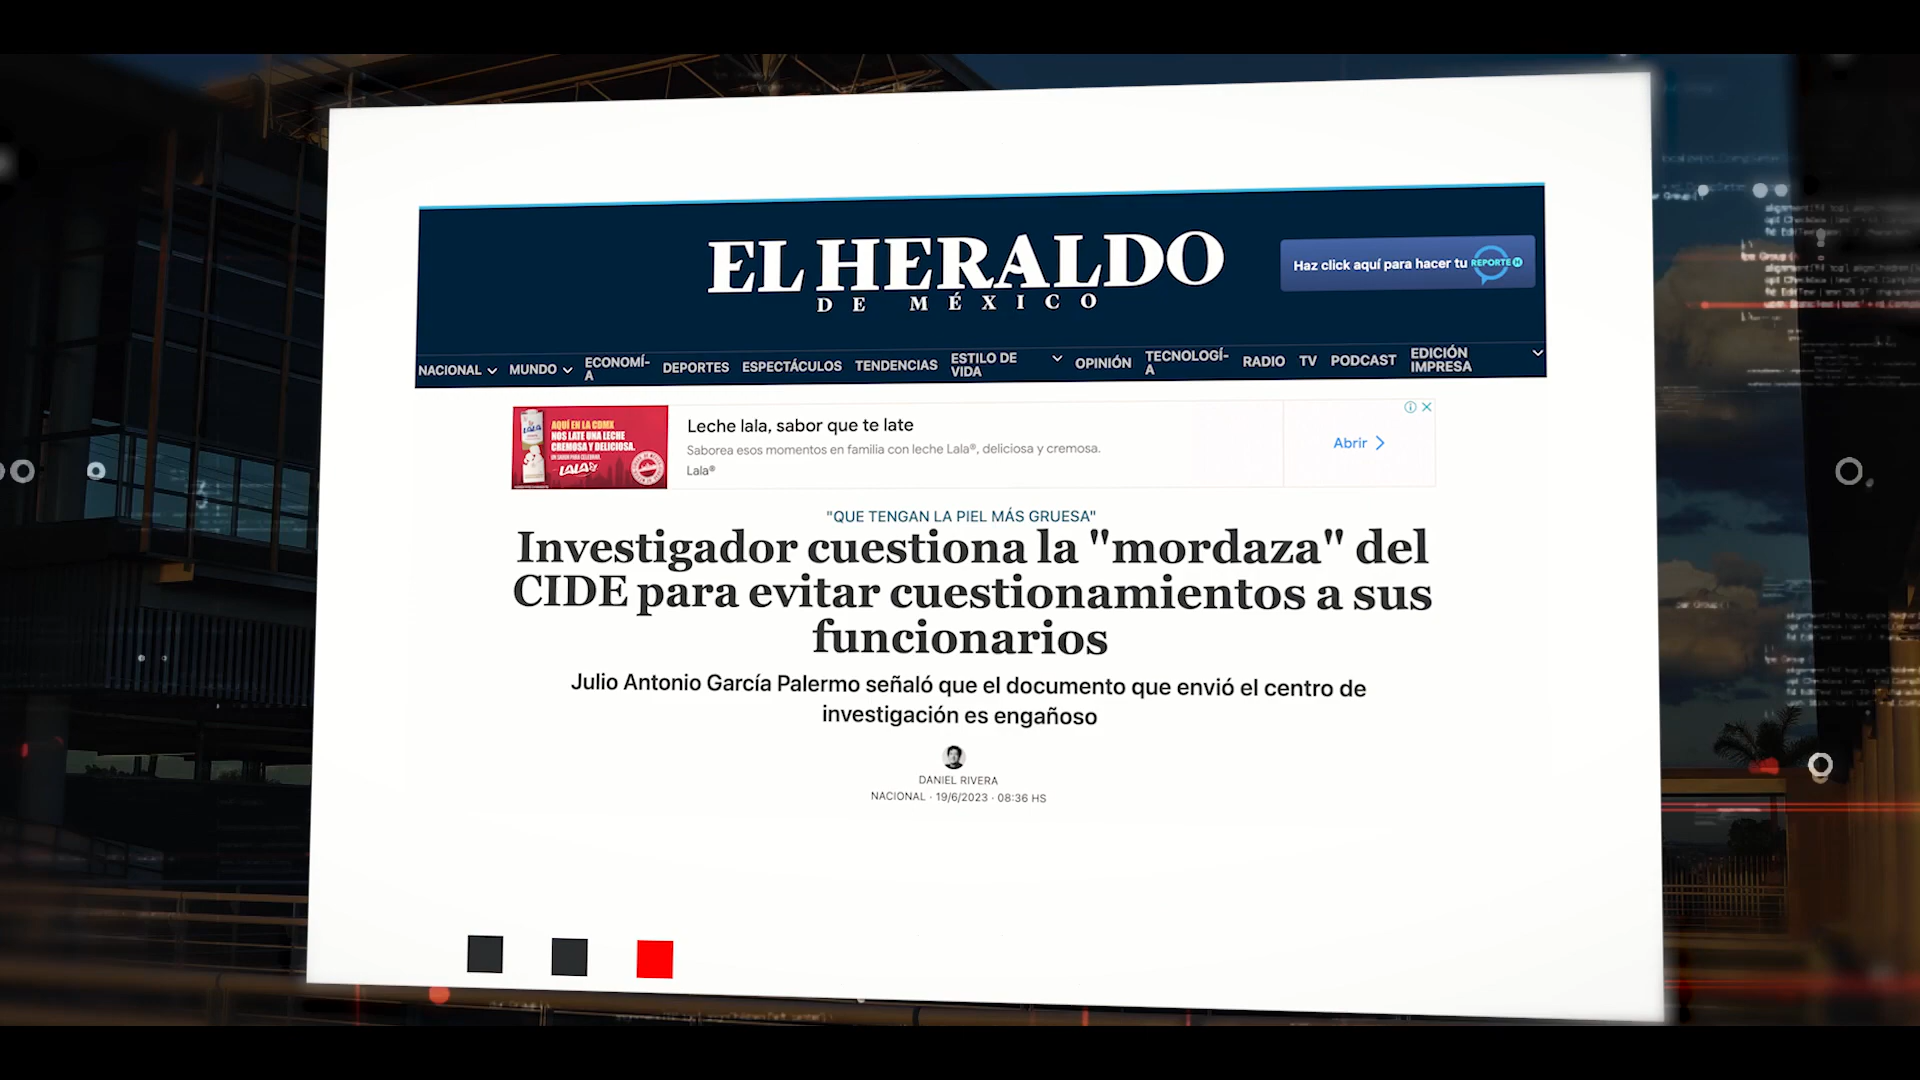 EL HERALDO
DE MÉXICO
Haz click aquí para hacer tu REPORTE H
NACIONAL
MUNDO
ECONOMÍ-
A
DEPORTES
ESPECTÁCULOS
TENDENCIAS
ESTILO DE
VIDA
OPINIÓN
TECNOLOGÍ-
A
RADIO
TV
PODCAST
EDICIÓN
IMPRESA
AQUÍ EN LA CDMX
NOS LATE UNA LECHE
CREMOSA Y DELICIOSA.
LALA
Leche lala, sabor que te late
Saborea esos momentos en familia con leche Lala®, deliciosa y cremosa.
Lala®
Abrir
"QUE TENGAN LA PIEL MÁS GRUESA"
Investigador cuestiona la "mordaza" del
CIDE para evitar cuestionamientos a sus
funcionarios
Julio Antonio García Palermo señaló que el documento que envió el centro de
investigación es engañoso
DANIEL RIVERA
NACIONAL · 19/6/2023 · 08:36 HS